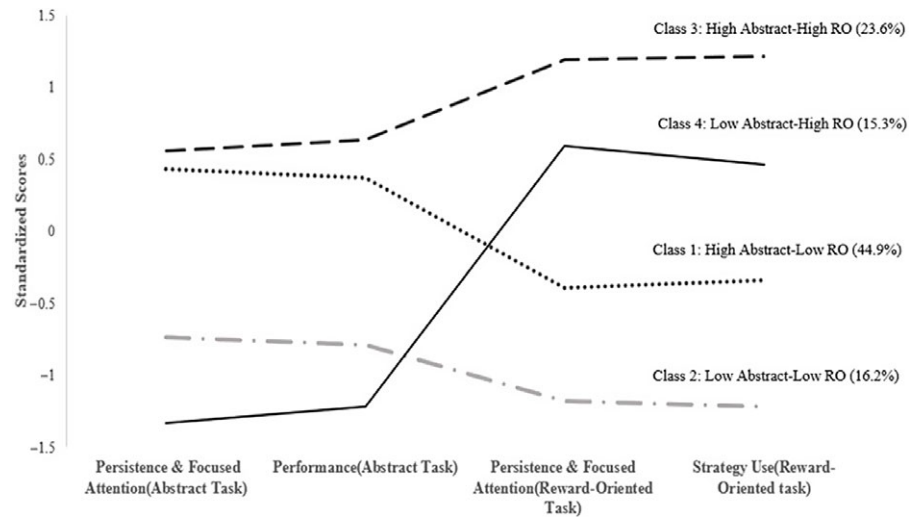 1.5
Class 3: High Abstract-High RO (23.6%)
1
Class 4: Low Abstract-High RO (15.3%)
0.5
Standardized Scores
0
Class 1: High Abstract-Low RO (44.9%)
−0.5
Class 2: Low Abstract-Low RO (16.2%)
−1
−1.5
Persistence & Focused
Attention(Abstract Task)
Performance(Abstract Task)
Persistence & Focused
Attention(Reward-Oriented
Task)
Strategy Use(Reward-
Oriented task)